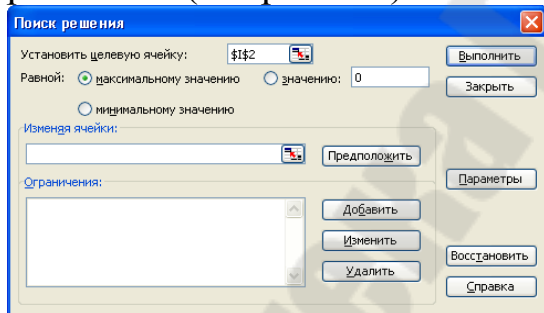 Поиск решения
Установить целевую ячейку: $I$2
Выполнить
Равной: максимальному значению значению: 0
Закрыть
минимальному значению
Изменяя ячейки:
Предположить
Параметры
Ограничения:
Добавить
Изменить
Удалить
Восстановить
Справка